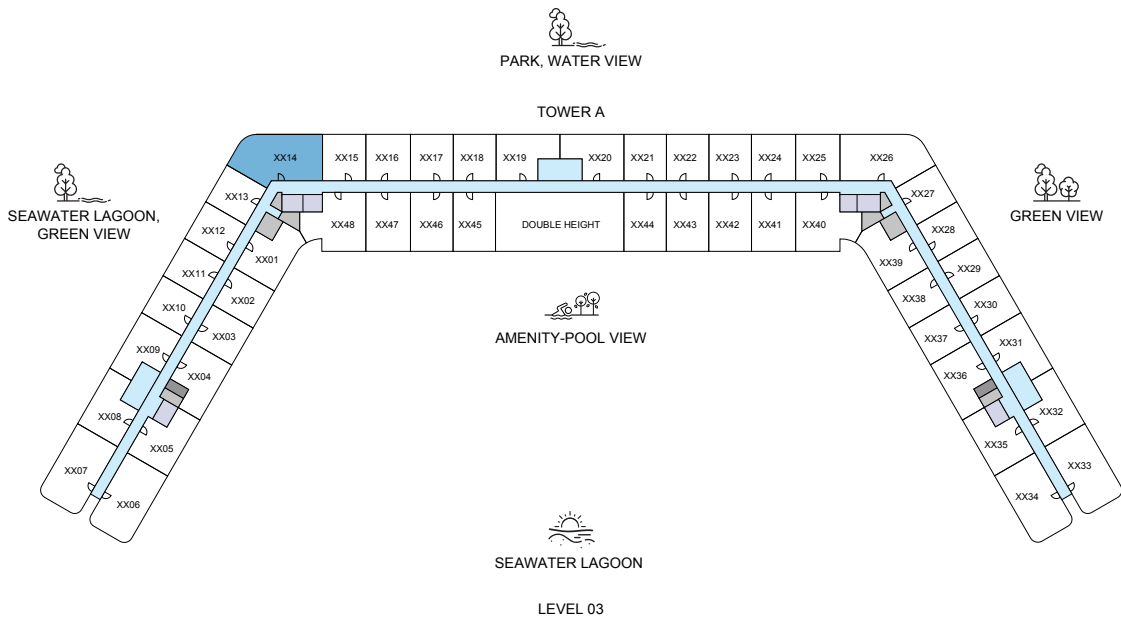 PARK, WATER VIEW
TOWER A
XX14
XX15
XX16
XX17
XX18
XX19
XX20
XX21
XX22
XX23
XX24
XX25
XX26
SEAWATER LAGOON,
GREEN VIEW
GREEN VIEW
XX13
XX12
XX11
XX10
XX09
XX08
XX07
XX01
XX02
XX03
XX04
XX05
XX06
XX48
XX47
XX46
XX45
DOUBLE HEIGHT
XX44
XX43
XX42
XX41
XX40
XX27
XX28
XX29
XX30
XX31
XX32
XX33
XX39
XX38
XX37
XX36
XX35
XX34
AMENITY-POOL VIEW
SEAWATER LAGOON
LEVEL 03